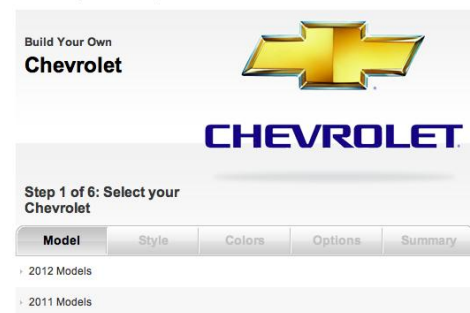 Build Your Own
Chevrolet
CHEVROLET
Step 1 of 6: Select your
Chevrolet
Model Style Colors Options Summary
2012 Models
2011 Models